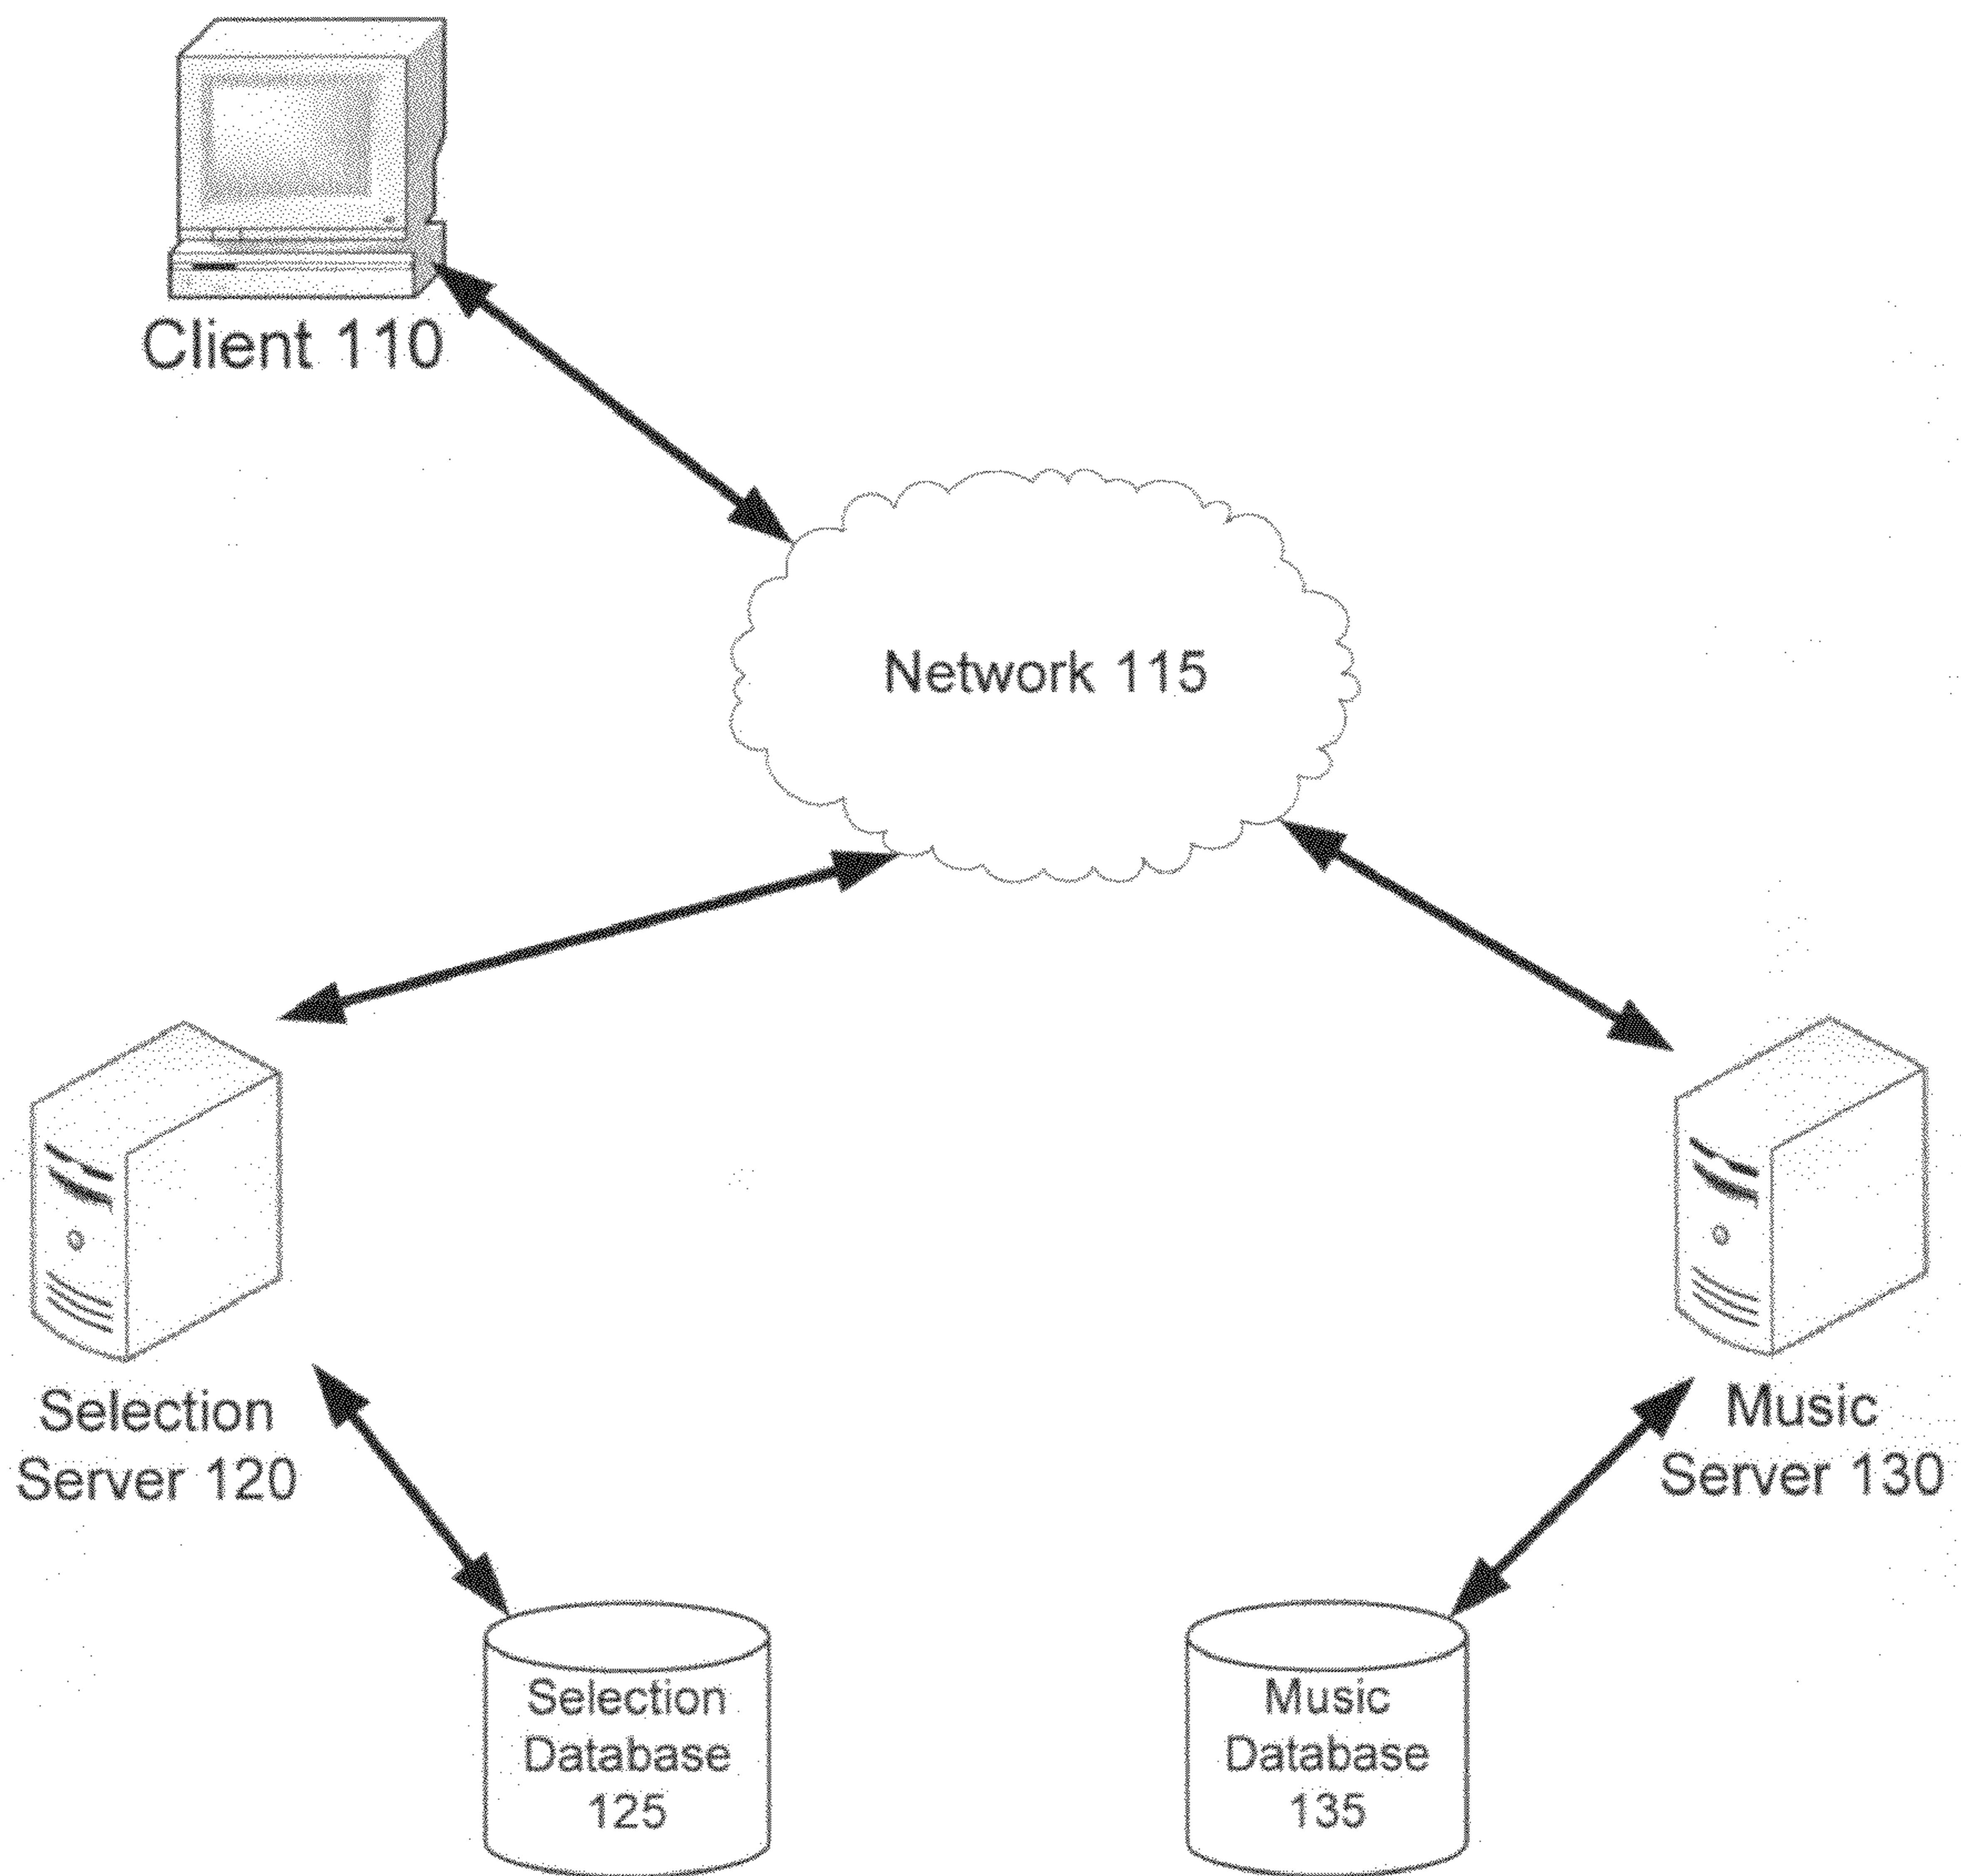 Client 110
Network 115
Selection
Server 120
Music
Server 130
Selection
Database
125
Music
Database
135